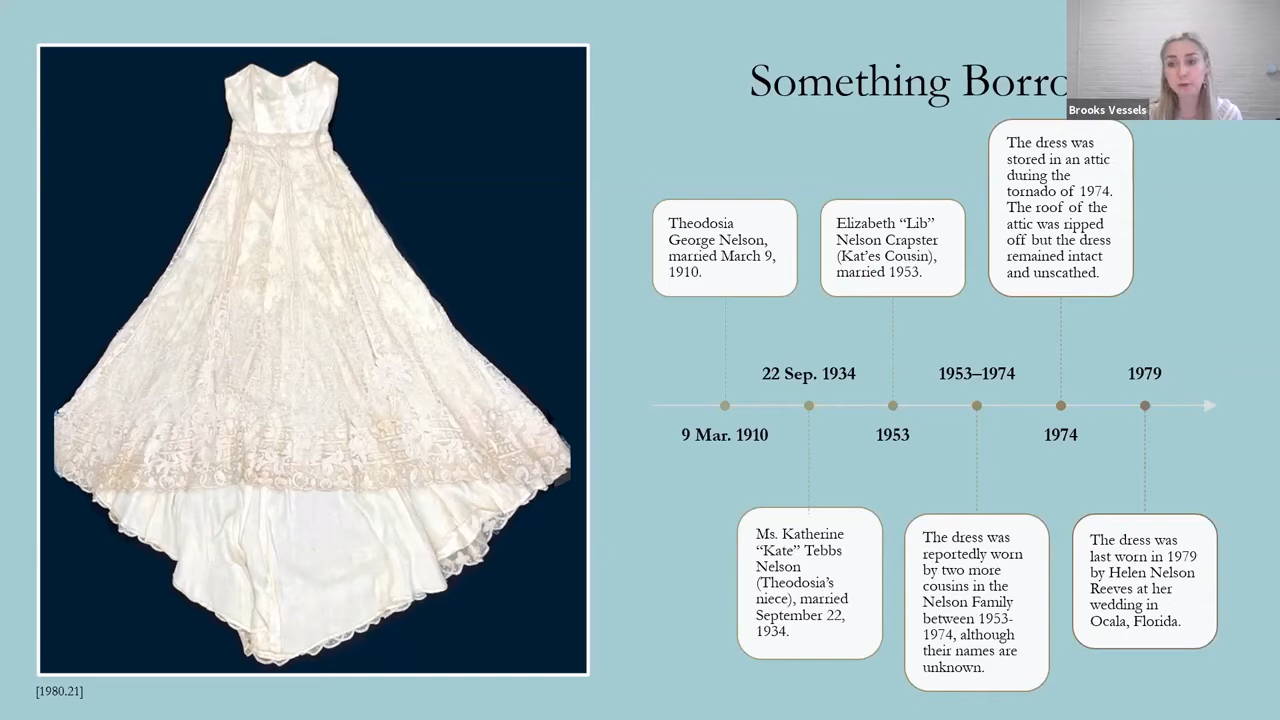 Something Borro
Brooks Vessels
Theodosia
George Nelson,
married March 9,
1910.
Elizabeth “Lib”
Nelson Crapster
(Kat’es Cousin),
married 1953.
The dress was
stored in an attic
during the
tornado of 1974.
The roof of the
attic was ripped
off but the dress
remained intact
and unscathed.
22 Sep. 1934
1953–1974
1979
9 Mar. 1910
1953
1974
Ms. Katherine
“Kate” Tebbs
Nelson
(Theodosia’s
niece), married
September 22,
1934.
The dress was
reportedly worn
by two more
cousins in the
Nelson Family
between 1953-
1974, although
their names are
unknown.
The dress was
last worn in 1979
by Helen Nelson
Reeves at her
wedding in
Ocala, Florida.
[1980.21]